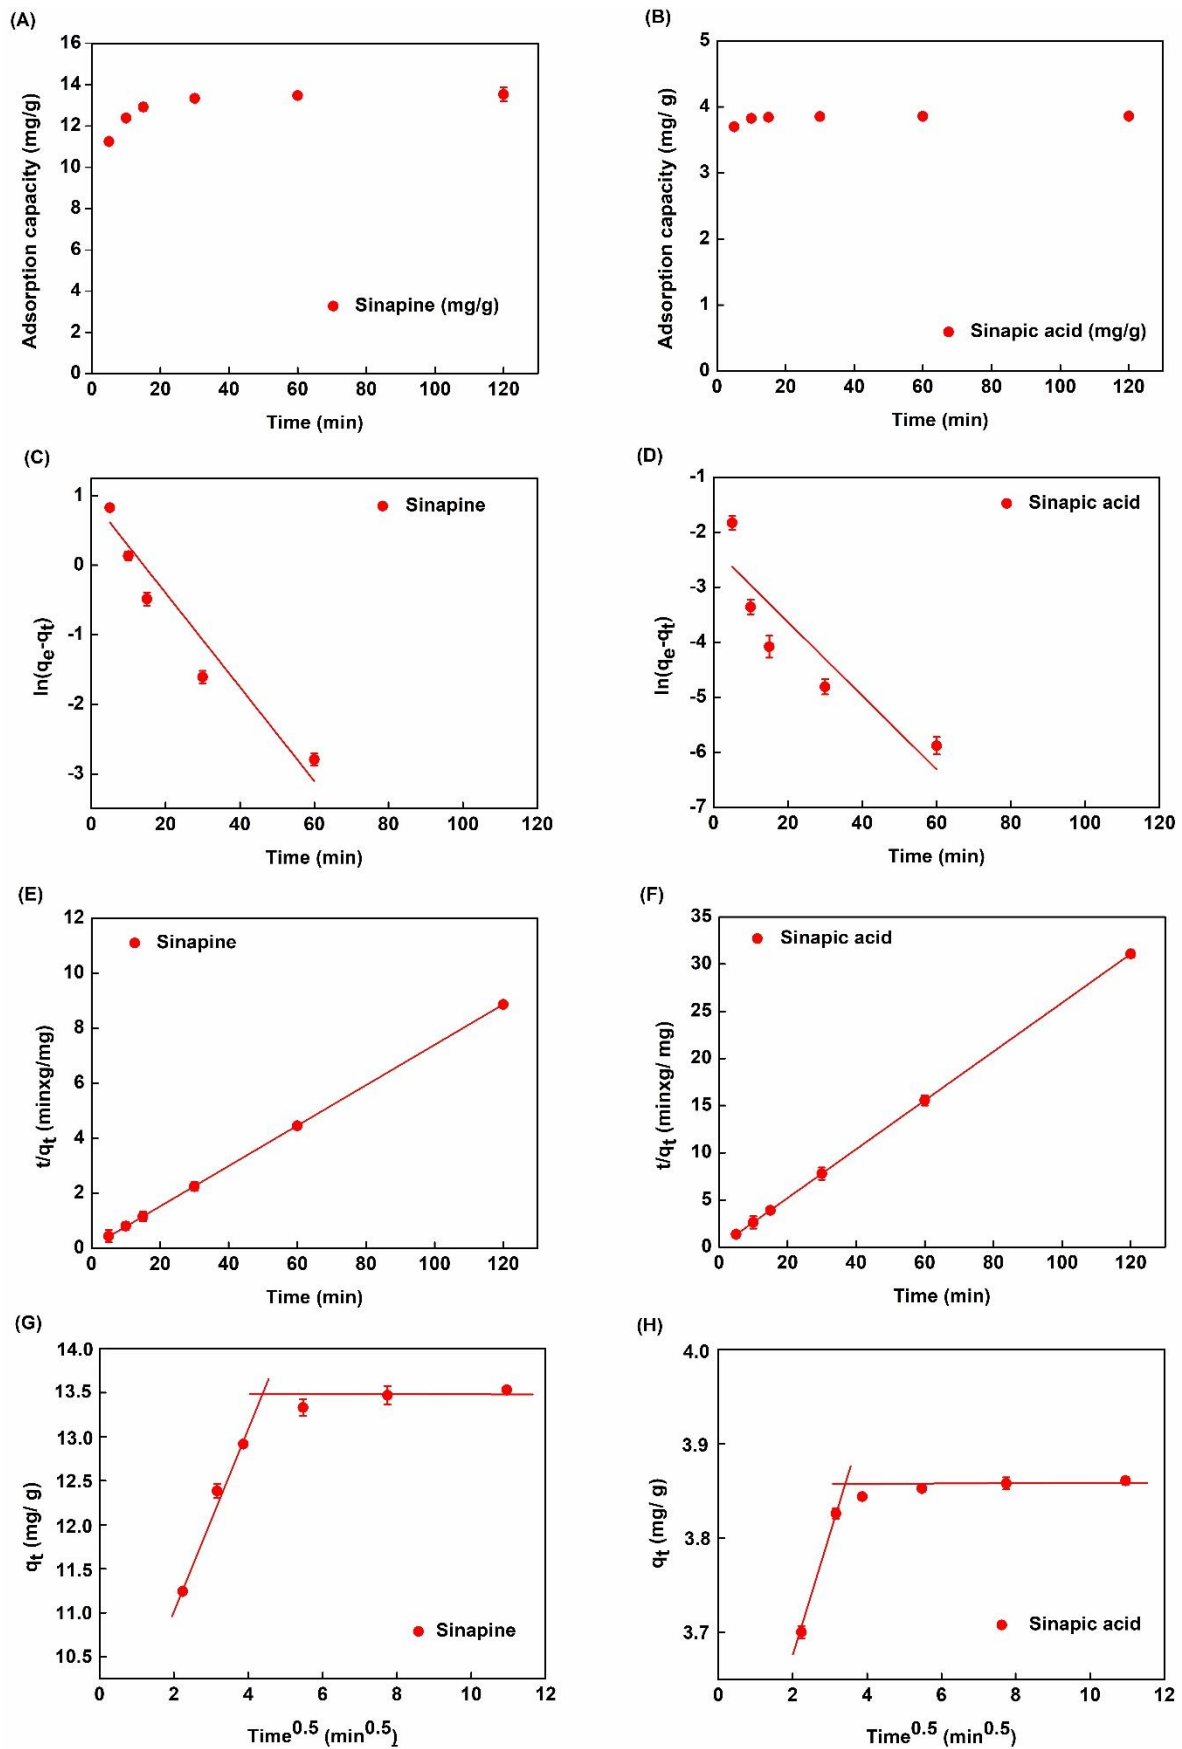 (A)
16
14
12
10
8
6
4
2
0
0 20 40 60 80 100 120
Adsorption capacity (mg/g)
Sinapine (mg/g)
Time (min)
(B)
5
4
3
2
1
0
0 20 40 60 80 100 120
Adsorption capacity (mg/ g)
Sinapic acid (mg/g)
Time (min)
(C)
1
0
-1
-2
-3
0 20 40 60 80 100 120
ln(qe-qt)
Sinapine
Time (min)
(D)
-1
-2
-3
-4
-5
-6
-7
0 20 40 60 80 100 120
ln(qe-qt)
Sinapic acid
Time (min)
(E)
12
10
8
6
4
2
0
0 20 40 60 80 100 120
t/qt (minxg/mg)
Sinapine
Time (min)
(F)
35
30
25
20
15
10
5
0
0 20 40 60 80 100 120
t/qt (minxg/ mg)
Sinapic acid
Time (min)
(G)
14.0
13.5
13.0
12.5
12.0
11.5
11.0
10.5
0 2 4 6 8 10 12
qt (mg/ g)
Sinapine
Time0.5 (min0.5)
(H)
4.0
3.9
3.8
3.7
0 2 4 6 8 10 12
qt (mg/ g)
Sinapic acid
Time0.5 (min0.5)